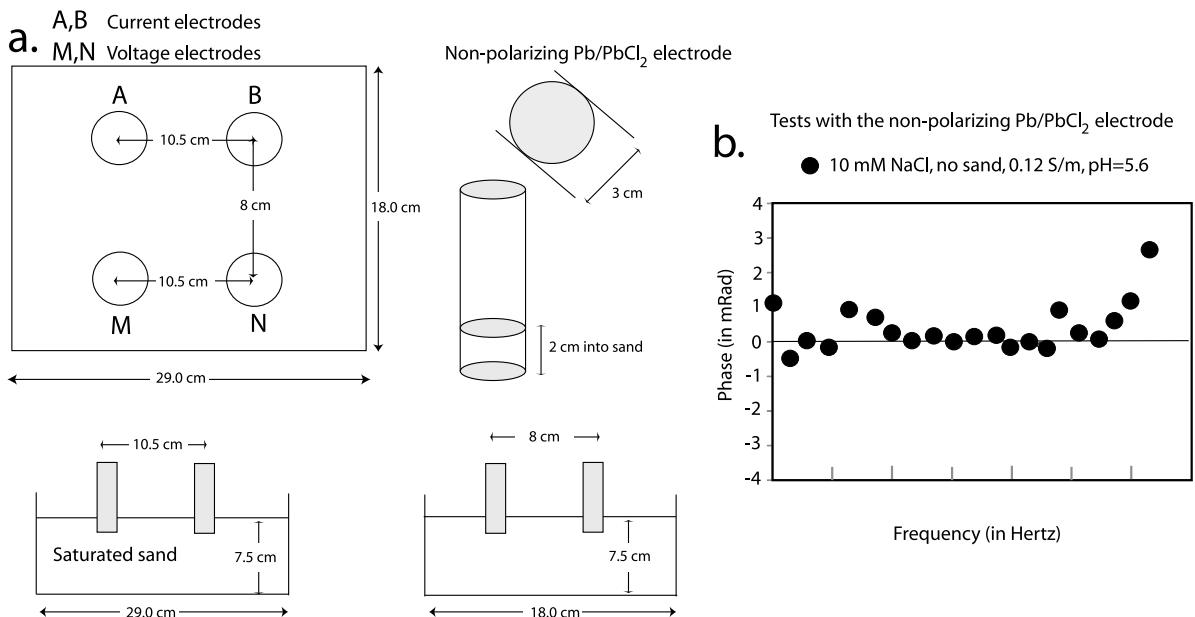 a.
A,B Current electrodes
M,N Voltage electrodes
A
B
10.5 cm
8 cm
18.0 cm
10.5 cm
M
N
29.0 cm
Non-polarizing Pb/PbCl2 electrode
3 cm
2 cm into sand
10.5 cm
Saturated sand
7.5 cm
29.0 cm
8 cm
7.5 cm
18.0 cm
b.
Tests with the non-polarizing Pb/PbCl2 electrode
10 mM NaCl, no sand, 0.12 S/m, pH=5.6
Phase (in mRad)
4
3
2
1
0
-1
-2
-3
-4
Frequency (in Hertz)